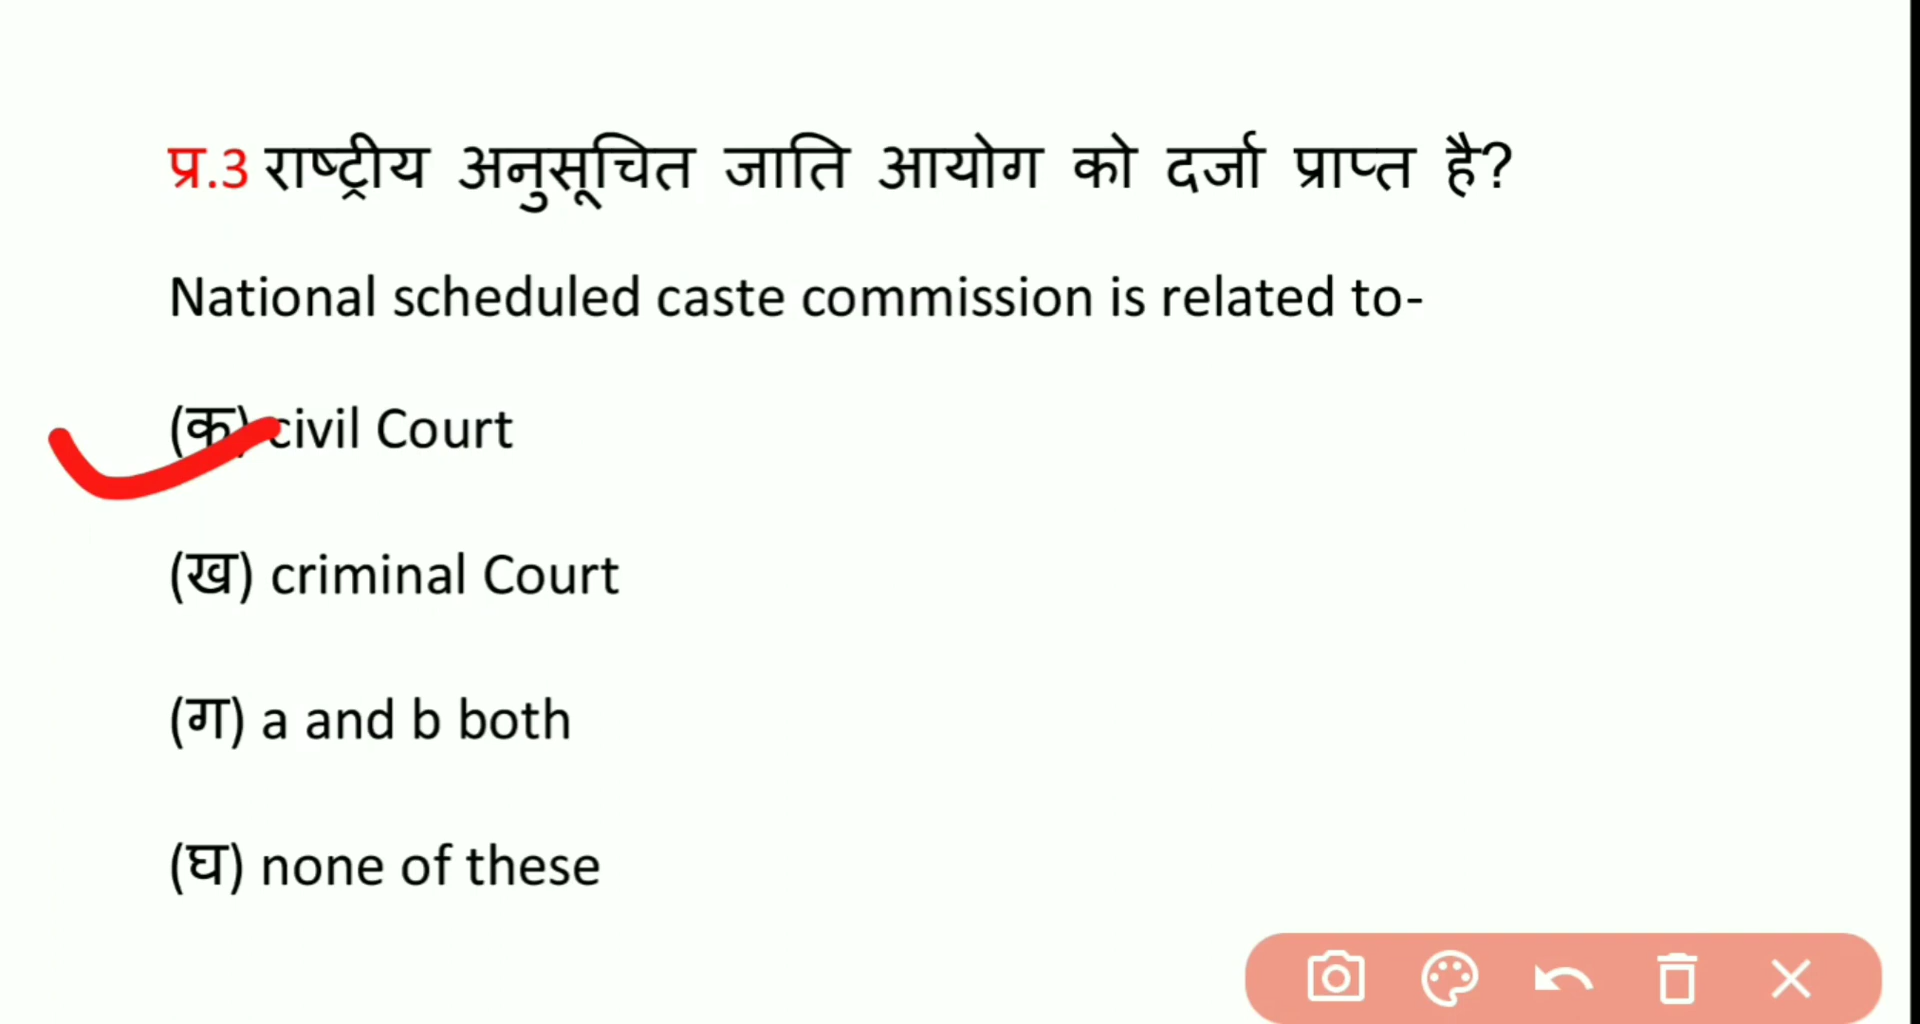 प्र.3 राष्ट्रीय अनुसूचित जाति आयोग को दर्जा प्राप्त है?
National scheduled caste commission is related to-
(क) civil Court
(ख) criminal Court
(ग) a and b both
(घ) none of these